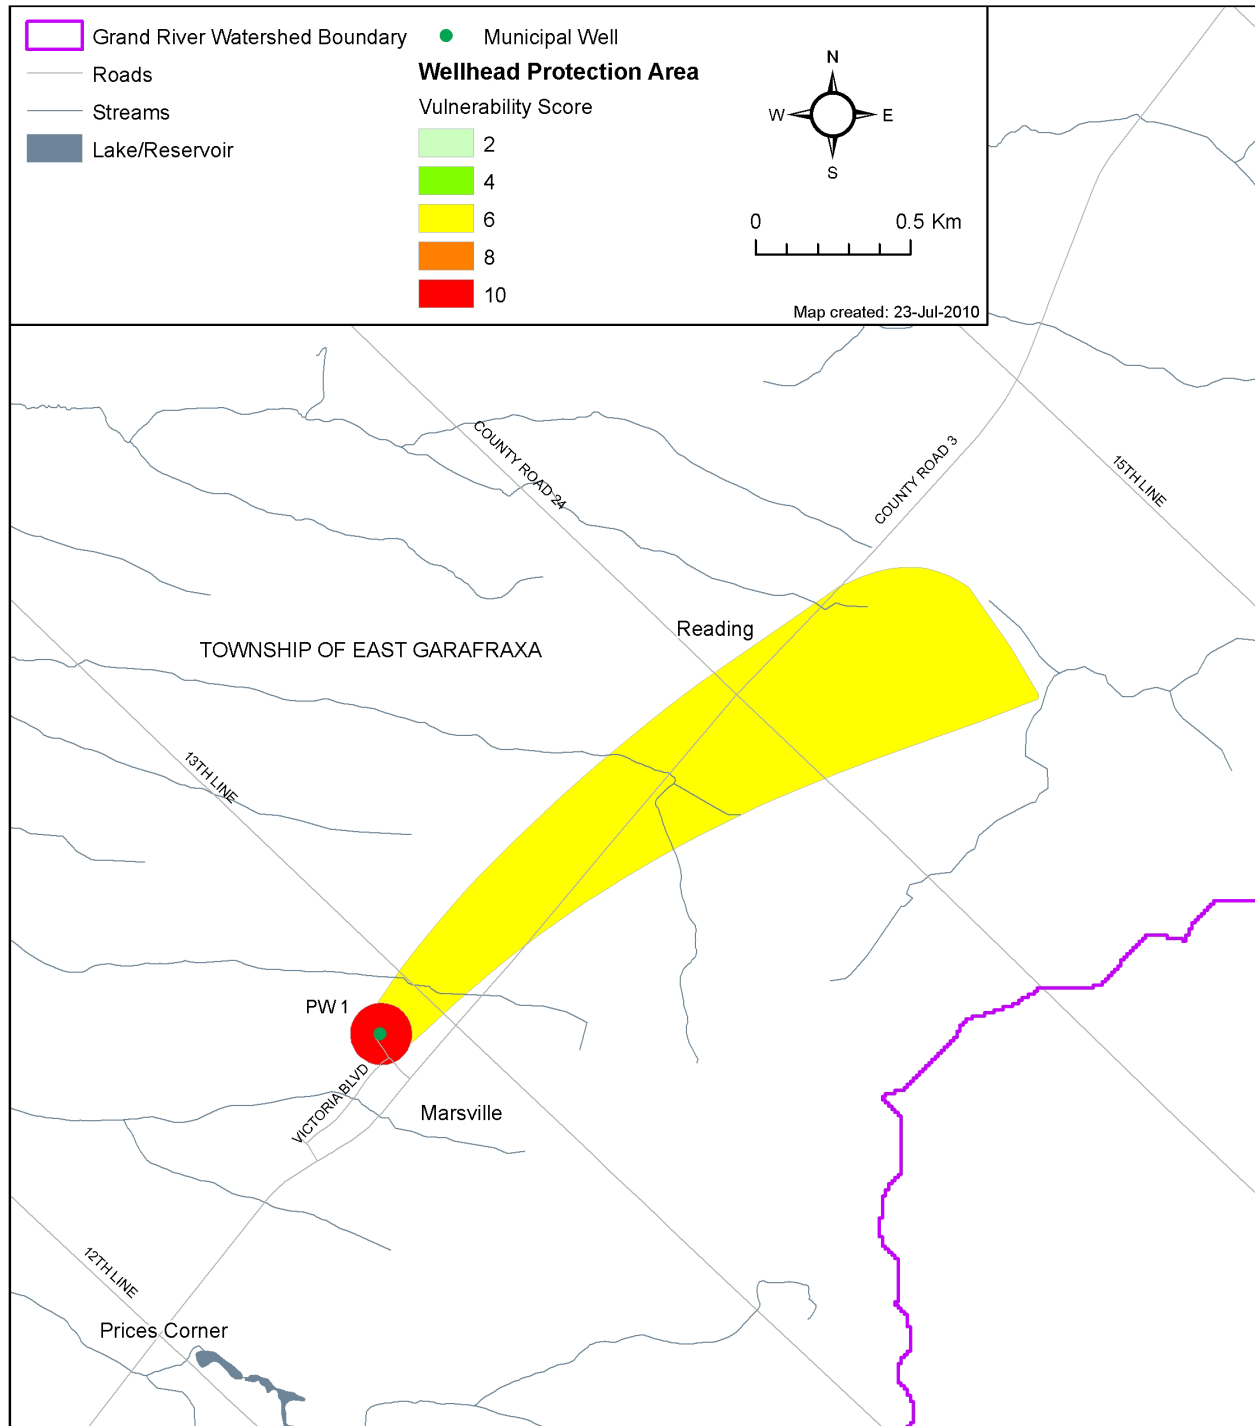 Grand River Watershed Boundary
Roads
Streams
Lake/Reservoir
Municipal Well
Wellhead Protection Area
Vulnerability Score
2
4
6
8
10
N
W E
S
0 0.5 Km
Map created: 23-Jul-2010
COUNTY ROAD 24
COUNTY ROAD 3
15TH LINE
Reading
TOWNSHIP OF EAST GARAFRAXA
13TH LINE
PW 1
VICTORIA BLVD
Marsville
12TH LINE
Prices Corner